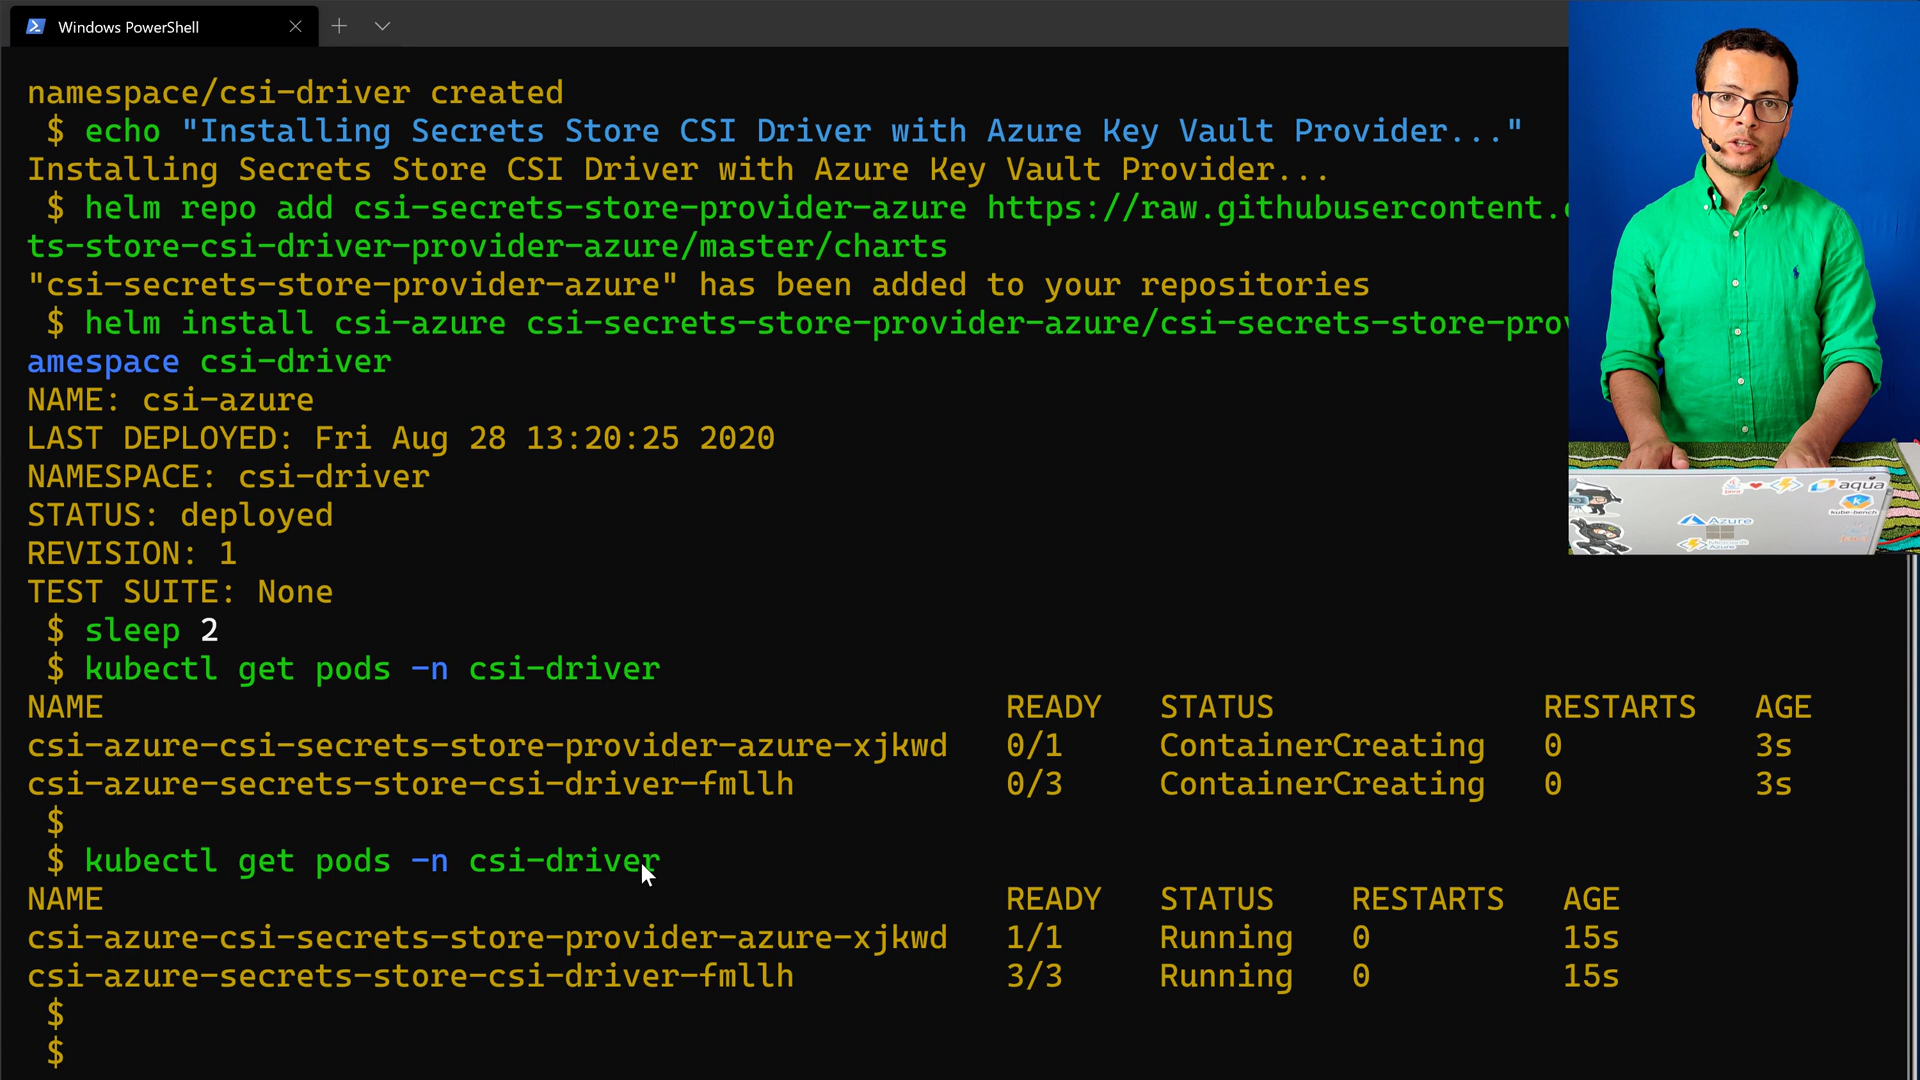 Windows PowerShell
namespace/csi-driver created
$ echo "Installing Secrets Store CSI Driver with Azure Key Vault Provider..."
Installing Secrets Store CSI Driver with Azure Key Vault Provider...
$ helm repo add csi-secrets-store-provider-azure https://raw.githubusercontent.
ts-store-csi-driver-provider-azure/master/charts
"csi-secrets-store-provider-azure" has been added to your repositories
$ helm install csi-azure csi-secrets-store-provider-azure/csi-secrets-store-prov
amespace csi-driver
NAME: csi-azure
LAST DEPLOYED: Fri Aug 28 13:20:25 2020
NAMESPACE: csi-driver
STATUS: deployed
REVISION: 1
TEST SUITE: None
$ sleep 2
$ kubectl get pods -n csi-driver
NAME READY STATUS RESTARTS AGE
csi-azure-csi-secrets-store-provider-azure-xjkwd 0/1 ContainerCreating 0 3s
csi-azure-secrets-store-csi-driver-fmllh 0/3 ContainerCreating 0 3s
$
$ kubectl get pods -n csi-driver
NAME READY STATUS RESTARTS AGE
csi-azure-csi-secrets-store-provider-azure-xjkwd 1/1 Running 0 15s
csi-azure-secrets-store-csi-driver-fmllh 3/3 Running 0 15s
$
$
aqua
kube-bench
Azure
Microsoft
Azure